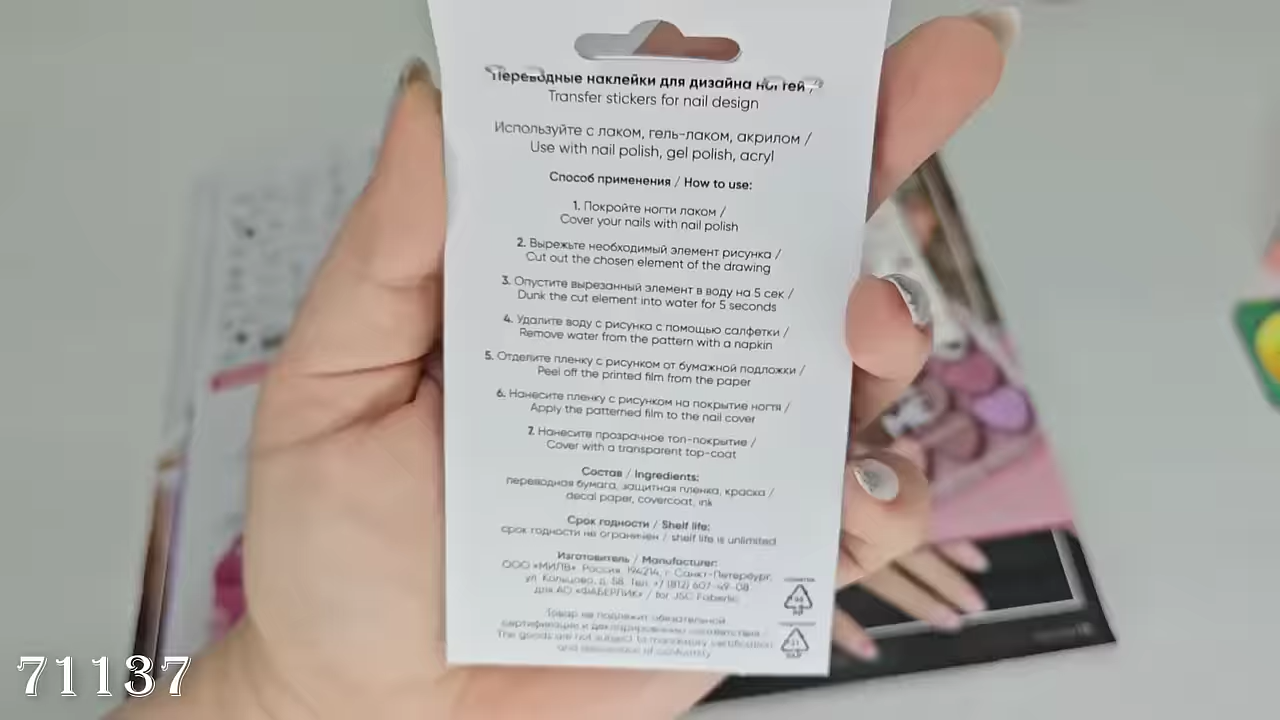 Переводные наклейки для дизайна ногтей /
Transfer stickers for nail design
Используйте с лаком, гель-лаком, акрилом /
Use with nail polish, gel polish, acryl
Способ применения / How to use:
1. Покройте ногти лаком /
Cover your nails with nail polish
2. Вырежьте необходимый элемент рисунка /
Cut out the chosen element of the drawing
3. Опустите вырезанный элемент в воду на 5 сек /
Dunk the cut element into water for 5 seconds
4. Удалите воду с рисунка с помощью салфетки /
Remove water from the pattern with a napkin
5. Отделите пленку с рисунком от бумажной подложки /
Peel off the printed film from the paper
6. Нанесите пленку с рисунком на покрытие ногтя /
Apply the patterned film to the nail cover
7. Нанесите прозрачное топ-покрытие /
Cover with a transparent top-coat
Состав / Ingredients:
переводная бумага, защитная пленка, краска /
decal paper, covercoat, ink
Срок годности / Shelf life:
срок годности не ограничен / shelf life is unlimited
Изготовитель / Manufacturer:
ООО «МИЛВ» Россия, 194214, г. Санкт-Петербург,
ул. Кольцова, д. 58. Тел. +7 (812) 607-49-08
для АО «ФАБЕРЛИК» / for JSC Faberlic
Товар не подлежит обязательной
сертификации и декларированию соответствия /
The goods are not subject to mandatory certification
and declaration of conformity
71137